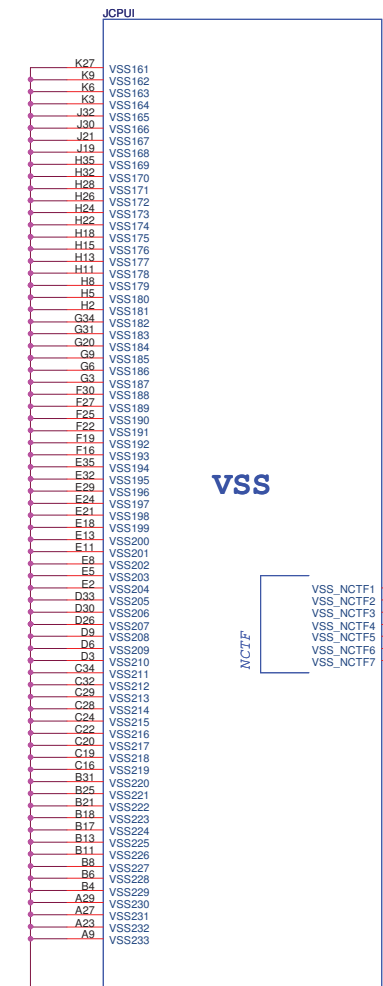 JCPUI
K27 VSS161
K9 VSS162
K6 VSS163
K3 VSS164
J32 VSS165
J30 VSS166
J21 VSS167
J19 VSS168
H35 VSS169
H32 VSS170
H28 VSS171
H26 VSS172
H24 VSS173
H22 VSS174
H18 VSS175
H15 VSS176
H13 VSS177
H11 VSS178
H8 VSS179
H5 VSS180
H2 VSS181
G34 VSS182
G31 VSS183
G20 VSS184
G9 VSS185
G6 VSS186
G3 VSS187
F30 VSS188
F27 VSS189
F25 VSS190
F22 VSS191
F19 VSS192
F16 VSS193
E35 VSS194
E32 VSS195
E29 VSS196
E24 VSS197
E21 VSS198
E18 VSS199
E13 VSS200
E11 VSS201
E8 VSS202
E5 VSS203
E2 VSS204
D33 VSS205
D30 VSS206
D26 VSS207
D9 VSS208
D6 VSS209
D3 VSS210
C34 VSS211
C32 VSS212
C29 VSS213
C28 VSS214
C24 VSS215
C22 VSS216
C20 VSS217
C19 VSS218
C16 VSS219
B31 VSS220
B25 VSS221
B21 VSS222
B18 VSS223
B17 VSS224
B13 VSS225
B11 VSS226
B8 VSS227
B6 VSS228
B4 VSS229
A29 VSS230
A27 VSS231
A23 VSS232
A9 VSS233
VSS
NCTF
VSS_NCTF1
VSS_NCTF2
VSS_NCTF3
VSS_NCTF4
VSS_NCTF5
VSS_NCTF6
VSS_NCTF7